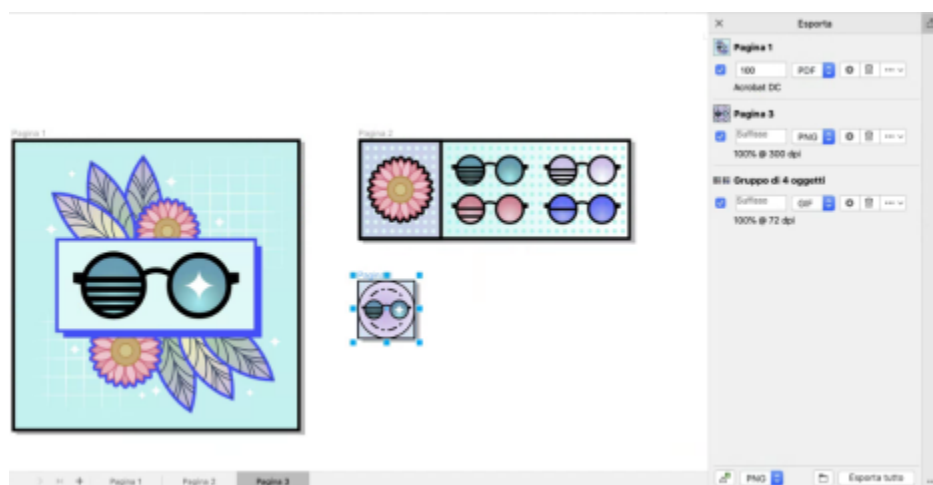 Esporta
Pagina 1
100 PDF
Acrobat DC
Pagina 3
Suffisso PNG
100% @ 300 dpi
Gruppo di 4 oggetti
Suffisso GIF
100% @ 72 dpi
Pagina 1
Pagina 2
Pagina
Pagina 1 Pagina 2 Pagina 3
PNG Esporta tutto